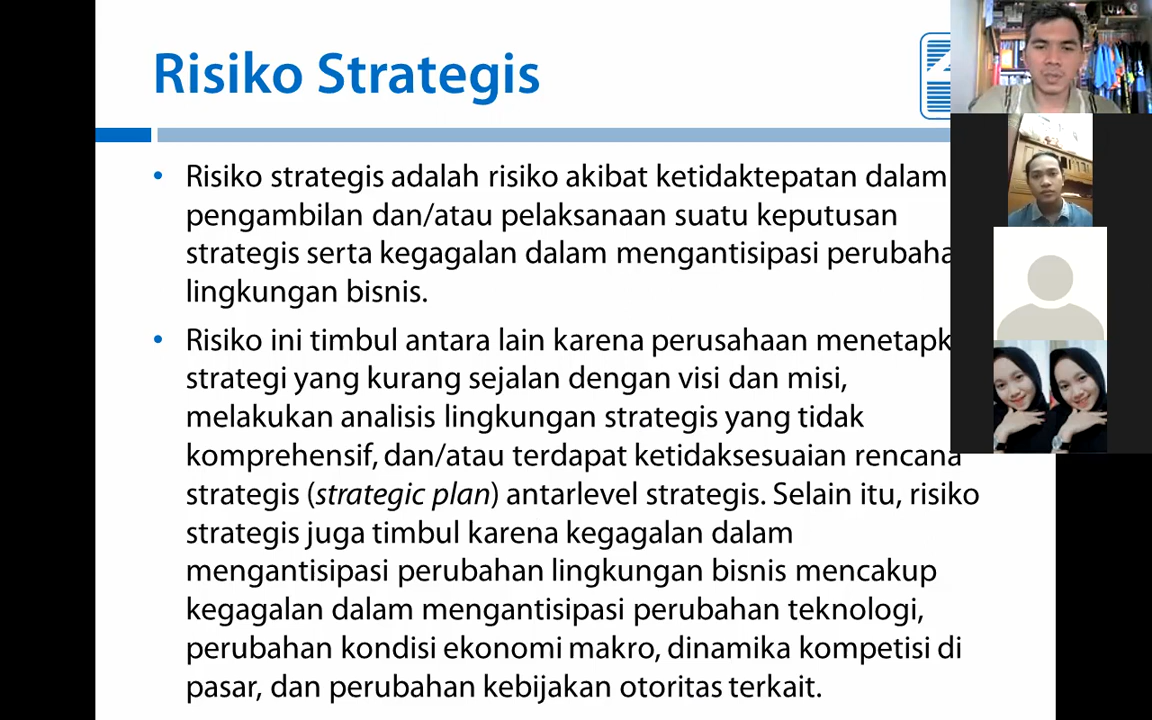 Risiko Strategis
• Risiko strategis adalah risiko akibat ketidaktepatan dalam
pengambilan dan/atau pelaksanaan suatu keputusan
strategis serta kegagalan dalam mengantisipasi perubaha
lingkungan bisnis.
• Risiko ini timbul antara lain karena perusahaan menetapk
strategi yang kurang sejalan dengan visi dan misi,
melakukan analisis lingkungan strategis yang tidak
komprehensif, dan/atau terdapat ketidaksesuaian rencana
strategis (strategic plan) antarlevel strategis. Selain itu, risiko
strategis juga timbul karena kegagalan dalam
mengantisipasi perubahan lingkungan bisnis mencakup
kegagalan dalam mengantisipasi perubahan teknologi,
perubahan kondisi ekonomi makro, dinamika kompetisi di
pasar, dan perubahan kebijakan otoritas terkait.